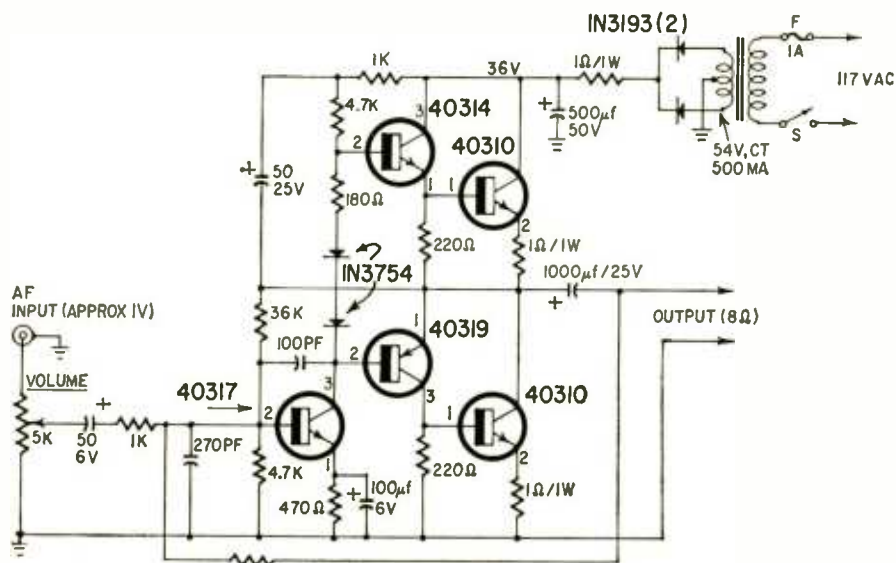 IN3193(2)
F
1A
117 VAC
S
54V, CT
500 MA
1Ω/1W
36V
+
500µf
50V
1K
4.7K
40314
3
2
1
40310
1
2
+
50
25V
180Ω
220Ω
1Ω/1W
IN3754
1000µf/25V
+
OUTPUT (8Ω)
AF
INPUT (APPROX 1V)
36K
100PF
40319
1
2
3
VOLUME
5K
+
50
6V
1K
40317
270PF
2
3
1
4.7K
470Ω
+
100µf
6V
220Ω
40310
1
2
1Ω/1W